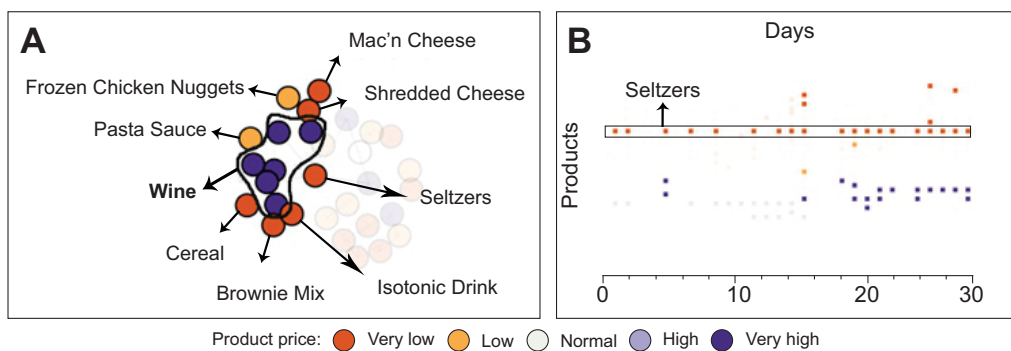 A
Mac'n Cheese
Frozen Chicken Nuggets
Shredded Cheese
Pasta Sauce
Wine
Seltzers
Cereal
Brownie Mix
Isotonic Drink
B
Days
Seltzers
Products
0 10 20 30
Product price: Very low Low Normal High Very high